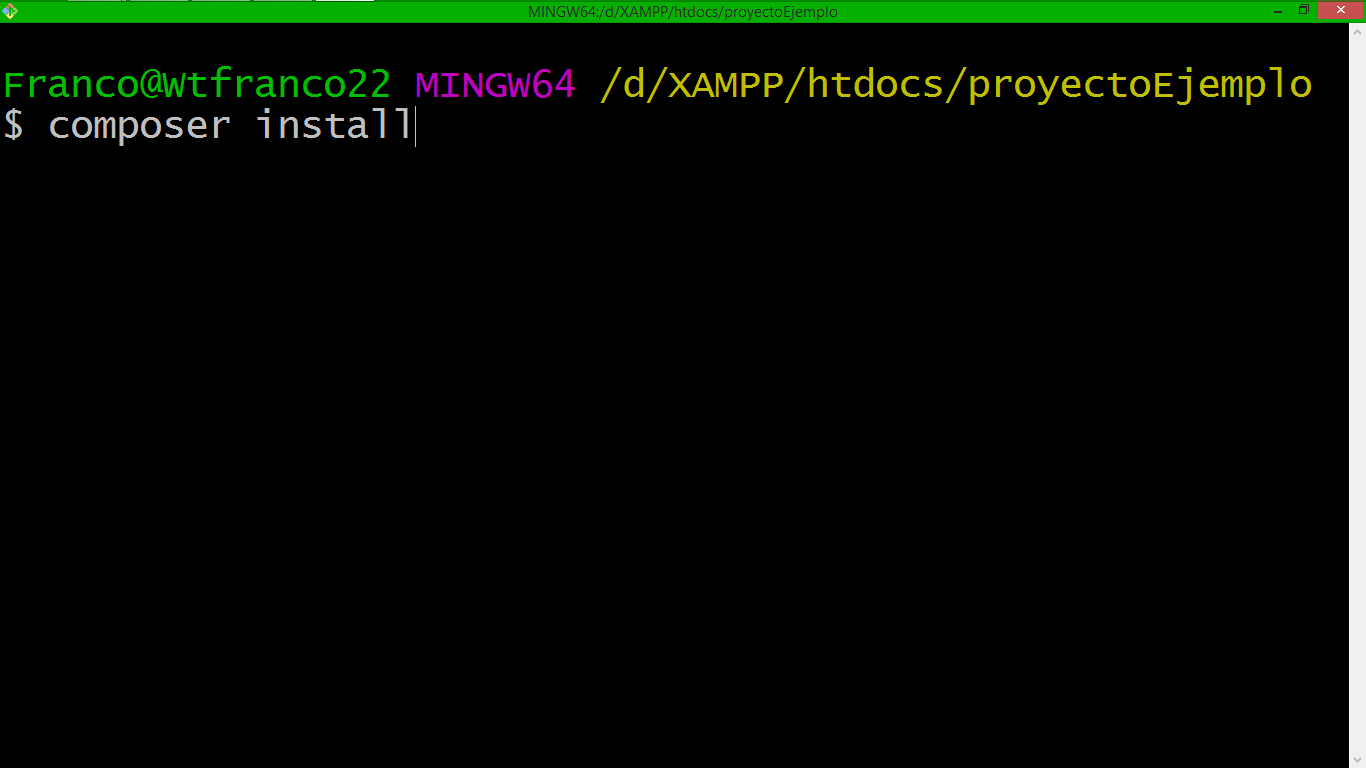 MINGW64:/d/XAMPP/htdocs/proyectoEjemplo
Franco@Wtfranco22 MINGW64 /d/XAMPP/htdocs/proyectoEjemplo
$ composer install